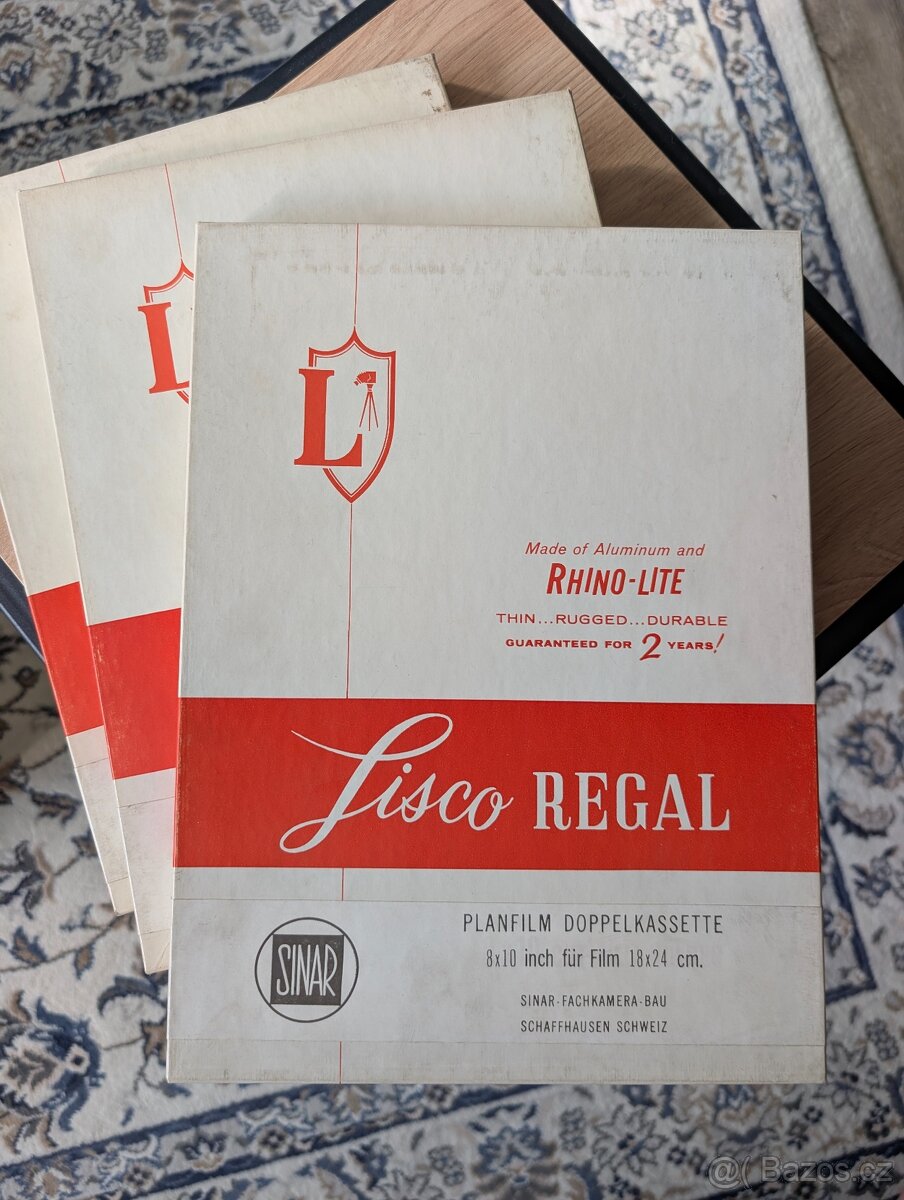 L
L
Made of Aluminum and
RHINO-LITE
THIN...RUGGED...DURABLE
GUARANTEED FOR 2 YEARS!
Lisco REGAL
SINAR
PLANFILM DOPPELKASSETTE
8x10 inch für Film 18x24 cm.
SINAR-FACHKAMERA-BAU
SCHAFFHAUSEN SCHWEIZ
Bazos.cz